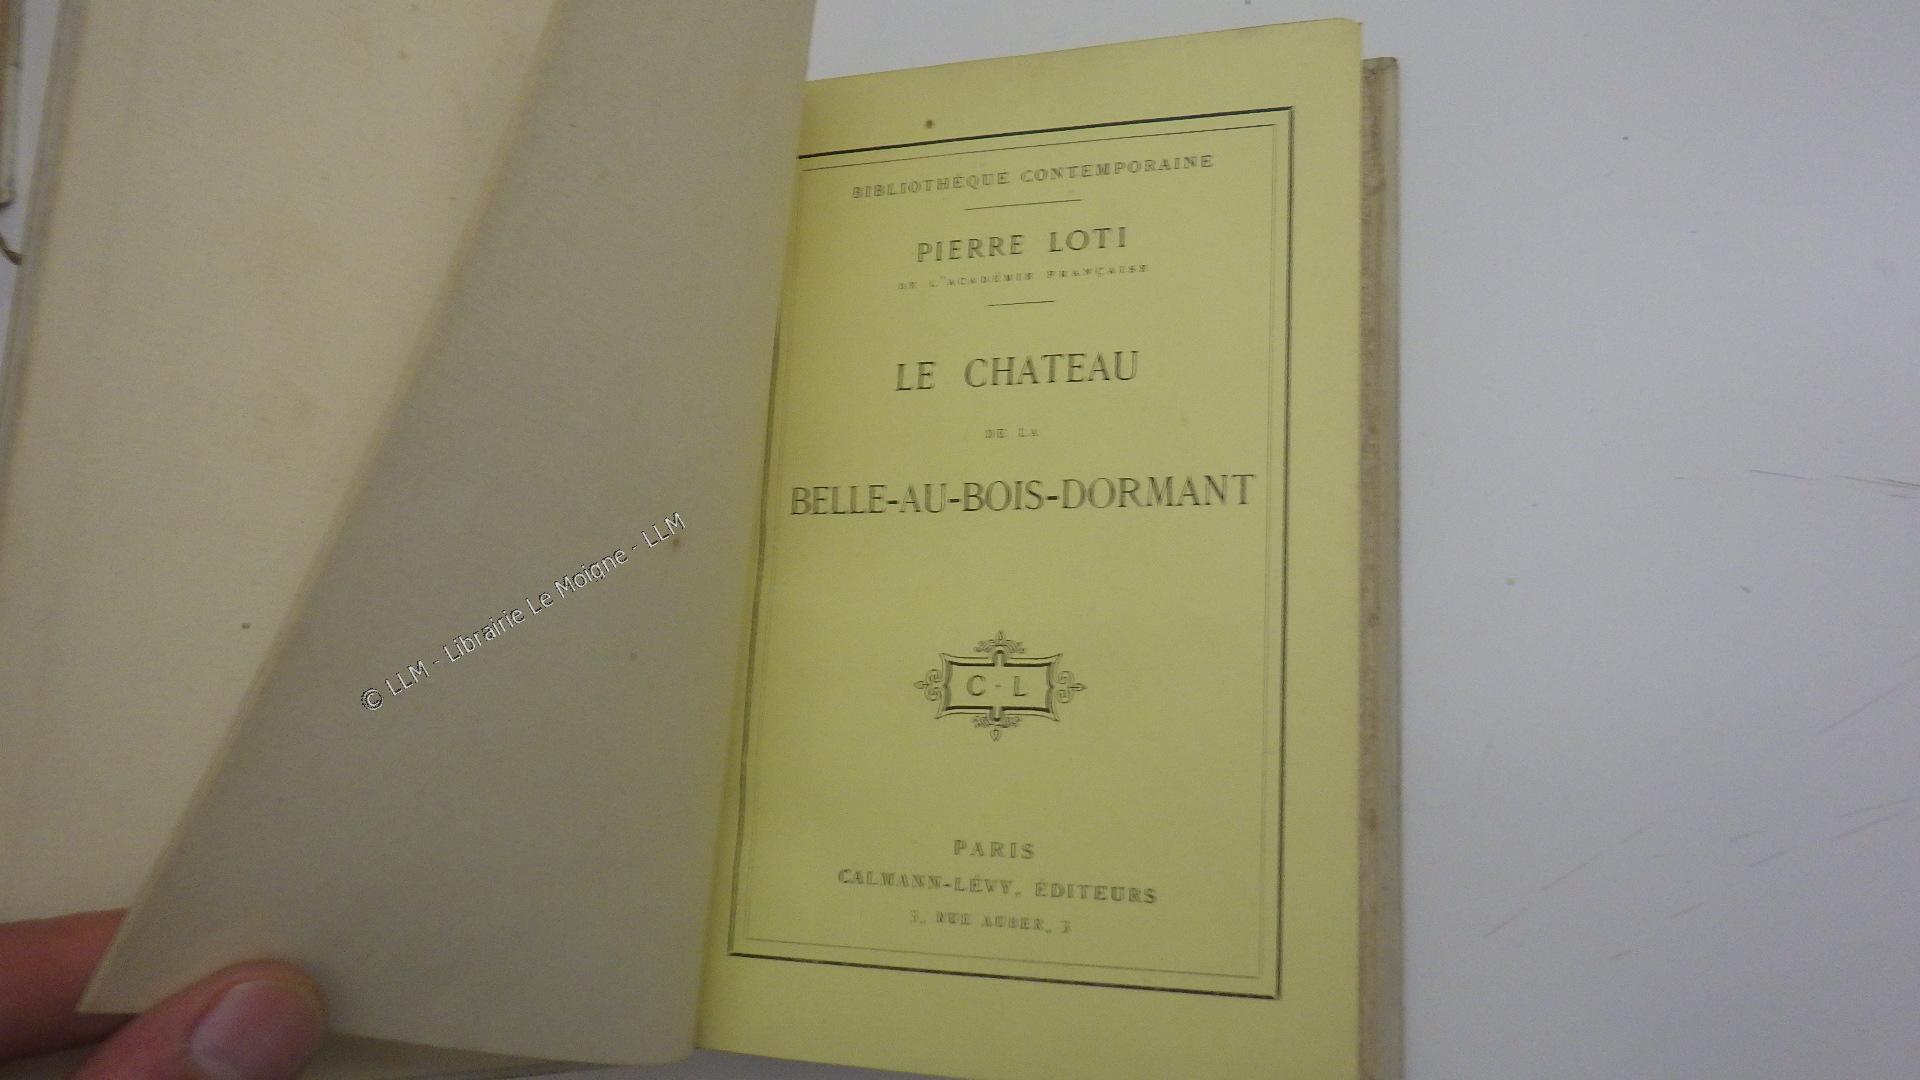 BIBLIOTHÈQUE CONTEMPORAINE
PIERRE LOTI
DE L'ACADÉMIE FRANÇAISE
LE CHATEAU
DE LA
BELLE-AU-BOIS-DORMANT
C-L
PARIS
CALMANN-LÉVY, ÉDITEURS
3, RUE AUBER, 3
© LLM - Librairie Le Moigne - LLM